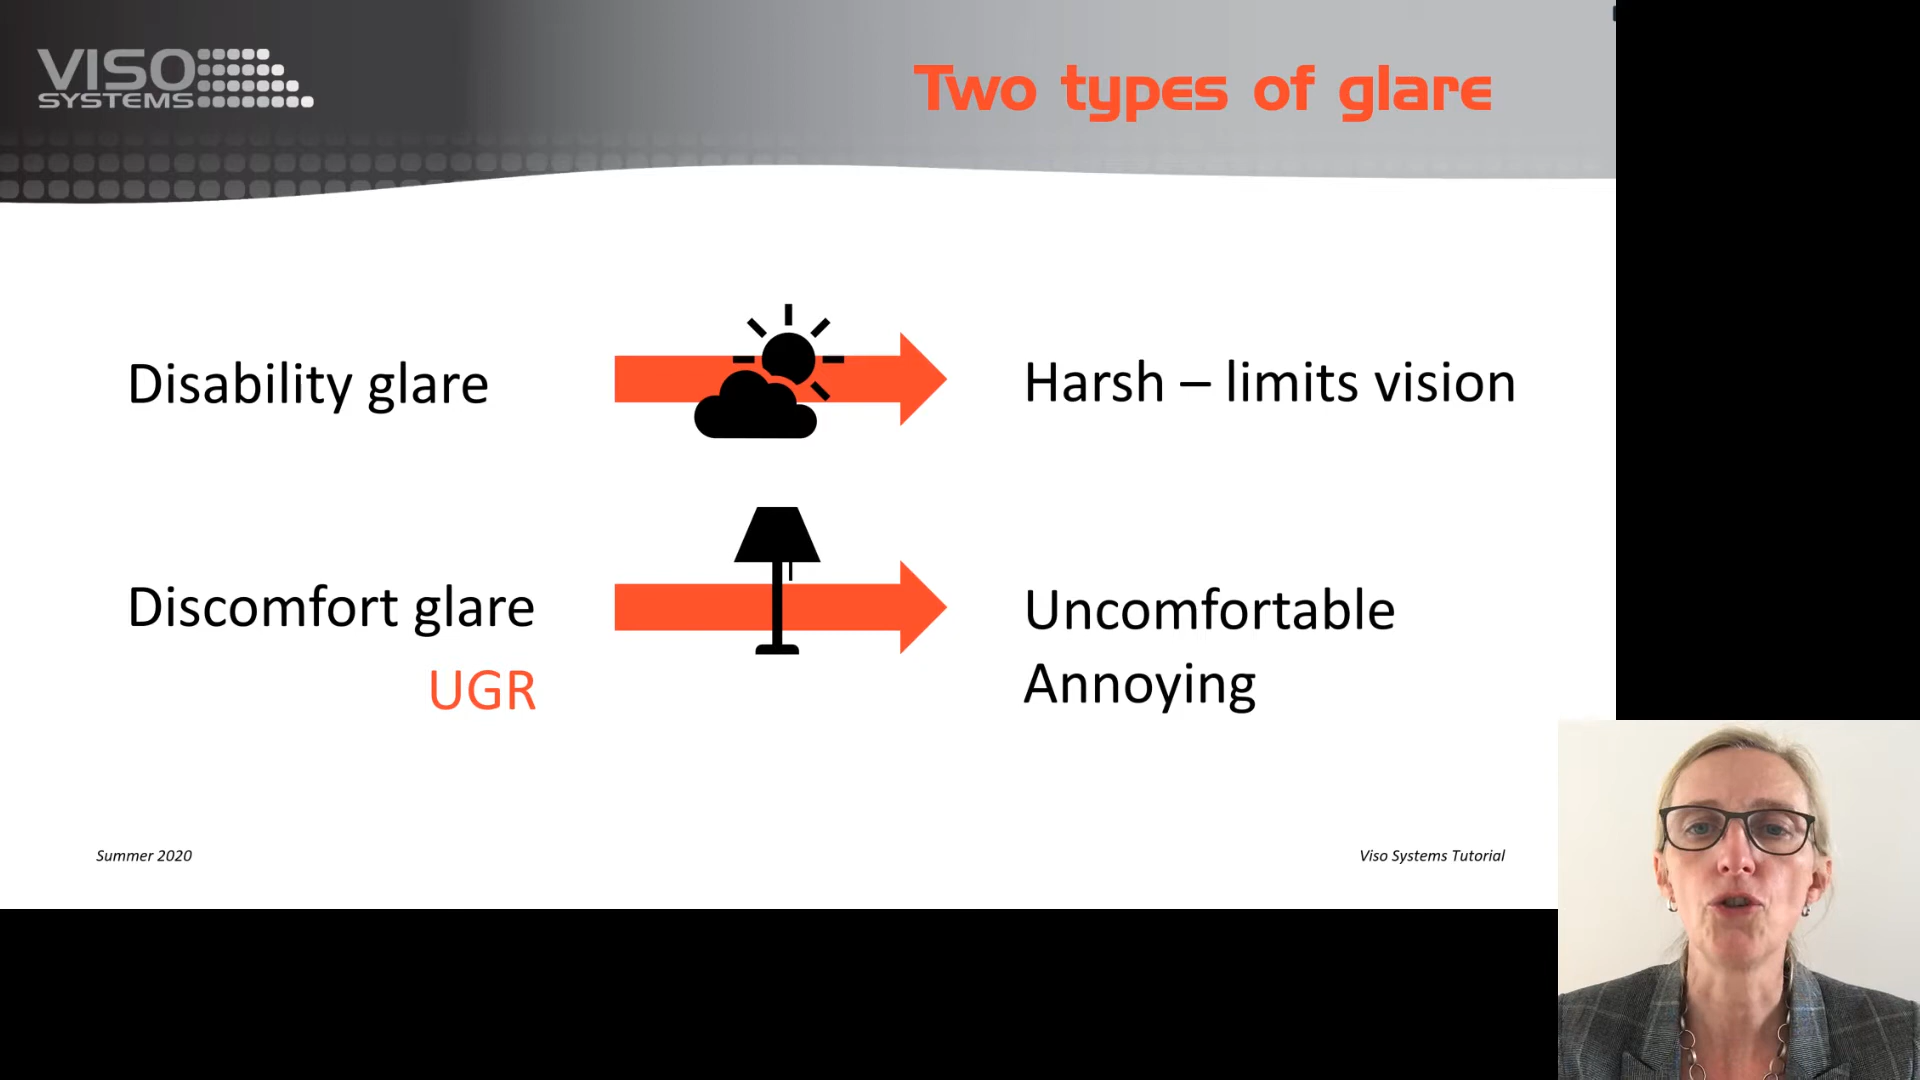 VISO
SYSTEMS
Two types of glare
Disability glare
Harsh – limits vision
Discomfort glare
UGR
Uncomfortable
Annoying
Summer 2020
Viso Systems Tutorial